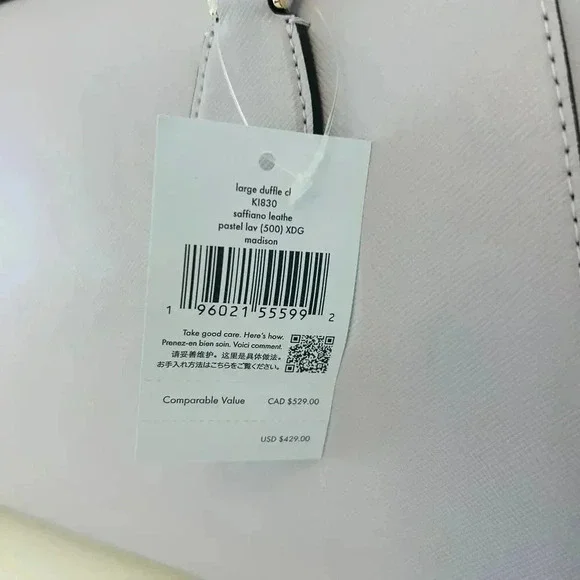 large duffle cl
KI830
saffiano leathe
pastel lav (500) XDG
madison
1 96021 55599 2
Take good care. Here's how.
Prenez-en bien soin. Voici comment.
请妥善维护。这里是具体做法。
お手入れ方法はこちらをご覧ください。
Comparable Value CAD $529.00
USD $429.00